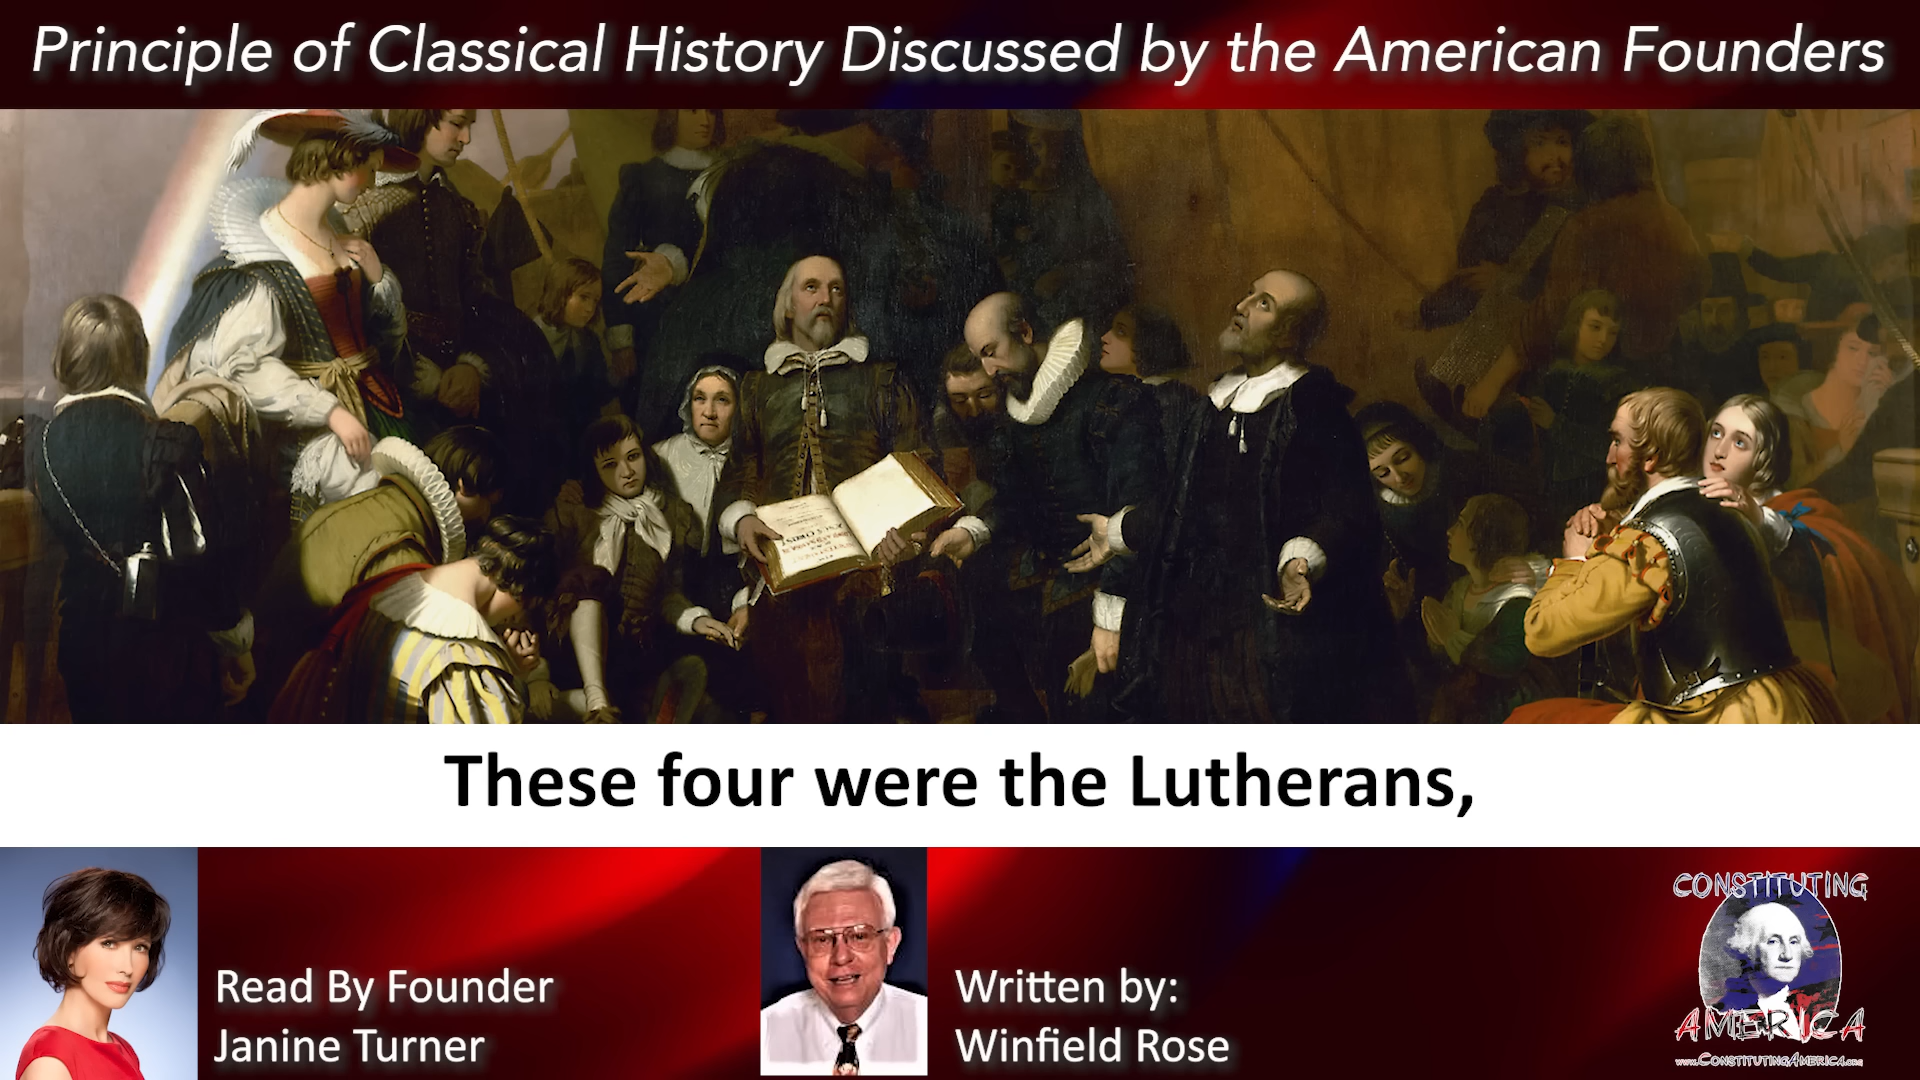 Principle of Classical History Discussed by the American Founders
These four were the Lutherans,
Read By Founder
Janine Turner
Written by:
Winfield Rose
CONSTITUTING
AMERICA
www.CONSTITUTINGAMERICA.org